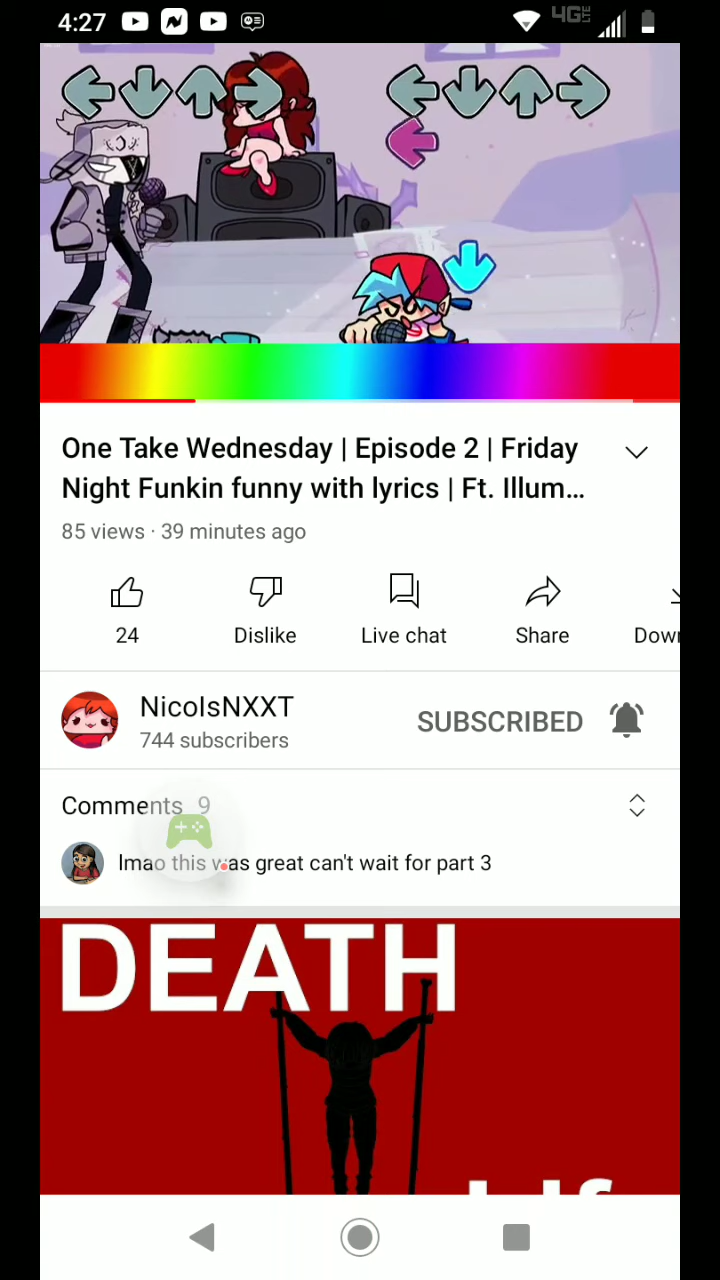 4:27
4G LTE
One Take Wednesday | Episode 2 | Friday
Night Funkin funny with lyrics | Ft. Illum...
85 views · 39 minutes ago
24
Dislike
Live chat
Share
Down
NicoIsNXXT
744 subscribers
SUBSCRIBED
Comments 9
lmao this was great can't wait for part 3
DEATH